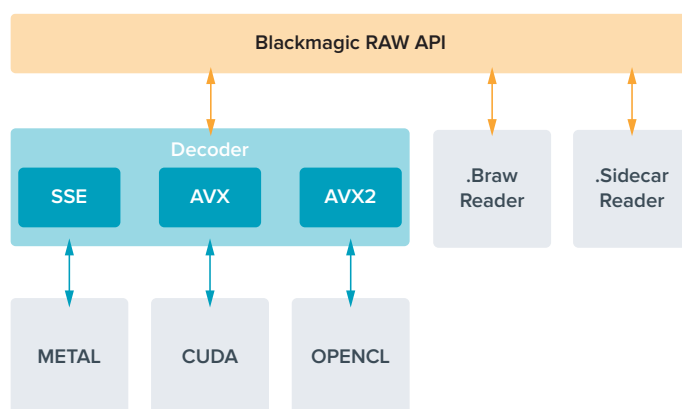 Blackmagic RAW API
Decoder
SSE
AVX
AVX2
.Braw
Reader
.Sidecar
Reader
METAL
CUDA
OPENCL